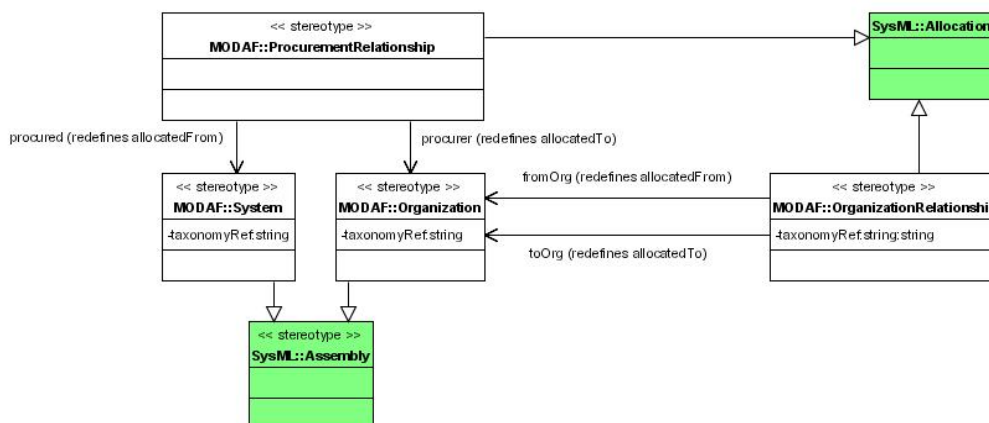 << stereotype >>
MODAF::ProcurementRelationship
SysML::Allocation
procured (redefines allocatedFrom)
procurer (redefines allocatedTo)
fromOrg (redefines allocatedFrom)
<< stereotype >>
MODAF::System
-taxonomyRef:string
<< stereotype >>
MODAF::Organization
-taxonomyRef:string
<< stereotype >>
MODAF::OrganizationRelationship
-taxonomyRef:string:string
toOrg (redefines allocatedTo)
<< stereotype >>
SysML::Assembly